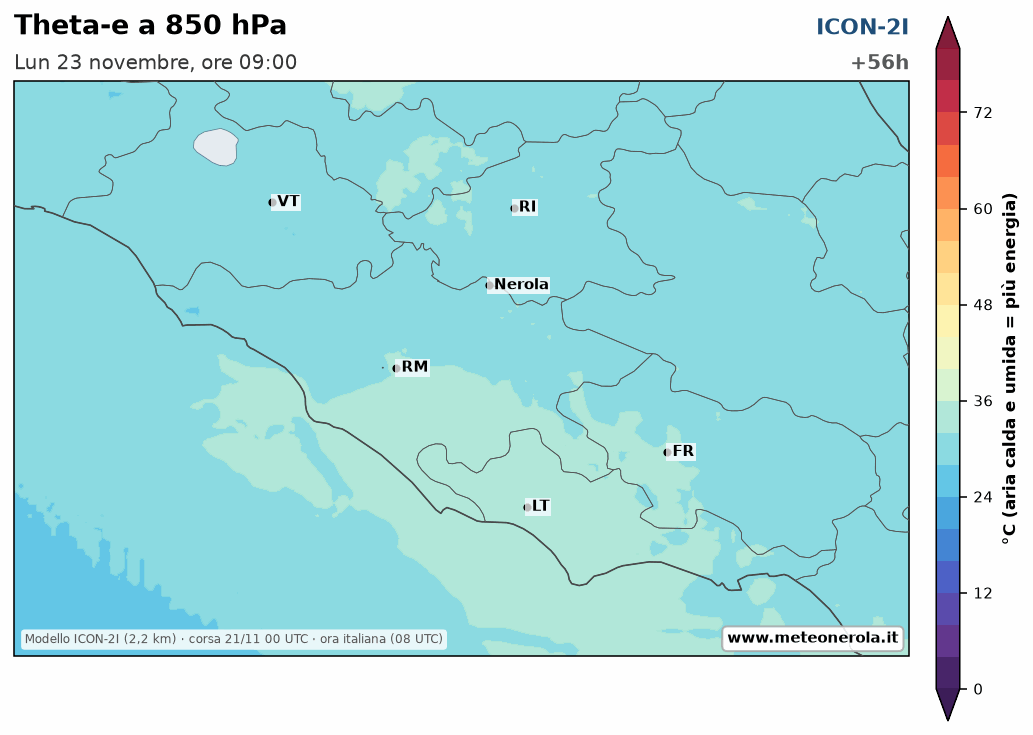 Theta-e a 850 hPa
ICON-2I
Lun 23 novembre, ore 09:00
+56h
72
60
48
36
24
12
0
°C (aria calda e umida = più energia)
VT
RI
Nerola
RM
FR
LT
Modello ICON-2I (2,2 km) · corsa 21/11 00 UTC · ora italiana (08 UTC)
www.meteonerola.it